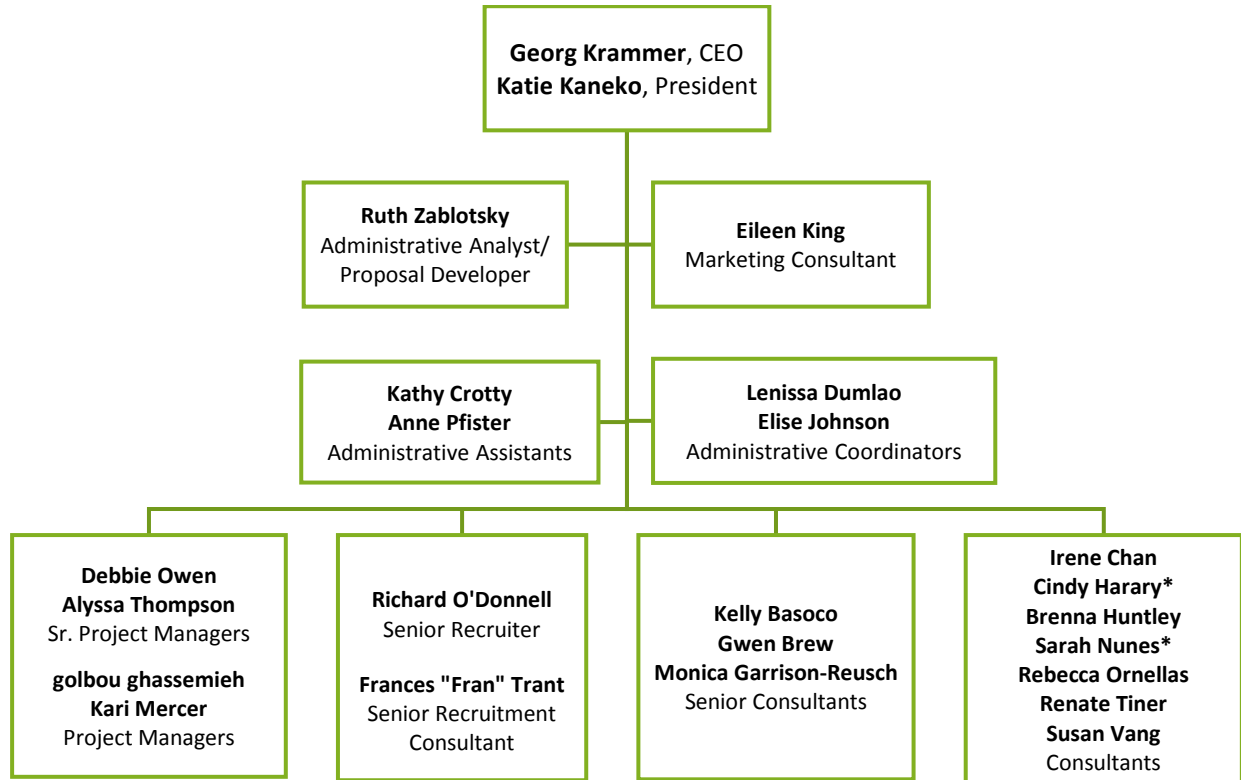 Georg Krammer, CEO
Katie Kaneko, President
Ruth Zablotsky
Administrative Analyst/
Proposal Developer
Eileen King
Marketing Consultant
Kathy Crotty
Anne Pfister
Administrative Assistants
Lenissa Dumlao
Elise Johnson
Administrative Coordinators
Debbie Owen
Alyssa Thompson
Sr. Project Managers
golbou ghassemieh
Kari Mercer
Project Managers
Richard O'Donnell
Senior Recruiter
Frances "Fran" Trant
Senior Recruitment
Consultant
Kelly Basoco
Gwen Brew
Monica Garrison-Reusch
Senior Consultants
Irene Chan
Cindy Harary*
Brenna Huntley
Sarah Nunes*
Rebecca Ornellas
Renate Tiner
Susan Vang
Consultants